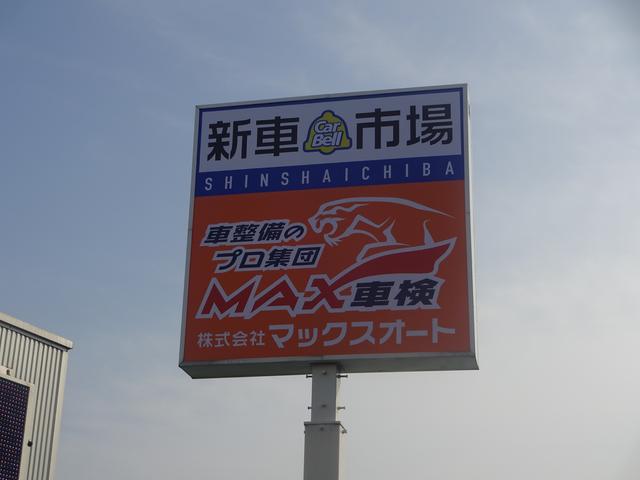 新車 Car Bell 市場
SHINSHAICHIBA
車整備の
プロ集団
MAX車検
株式会社マックスオート